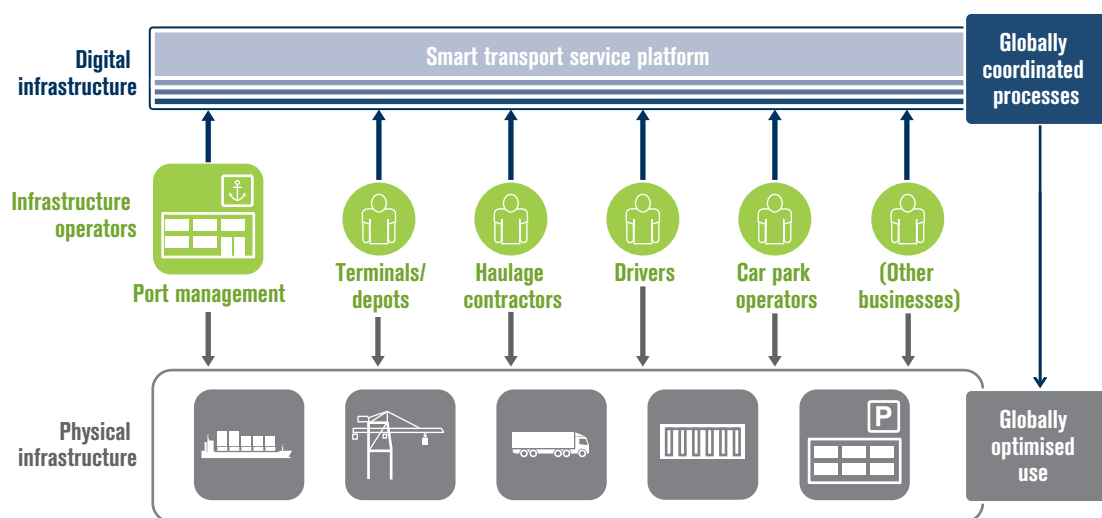 Digital
infrastructure
Smart transport service platform
Globally
coordinated
processes
Infrastructure
operators
Port management
Terminals/
depots
Haulage
contractors
Drivers
Car park
operators
(Other
businesses)
Physical
infrastructure
P
Globally
optimised
use